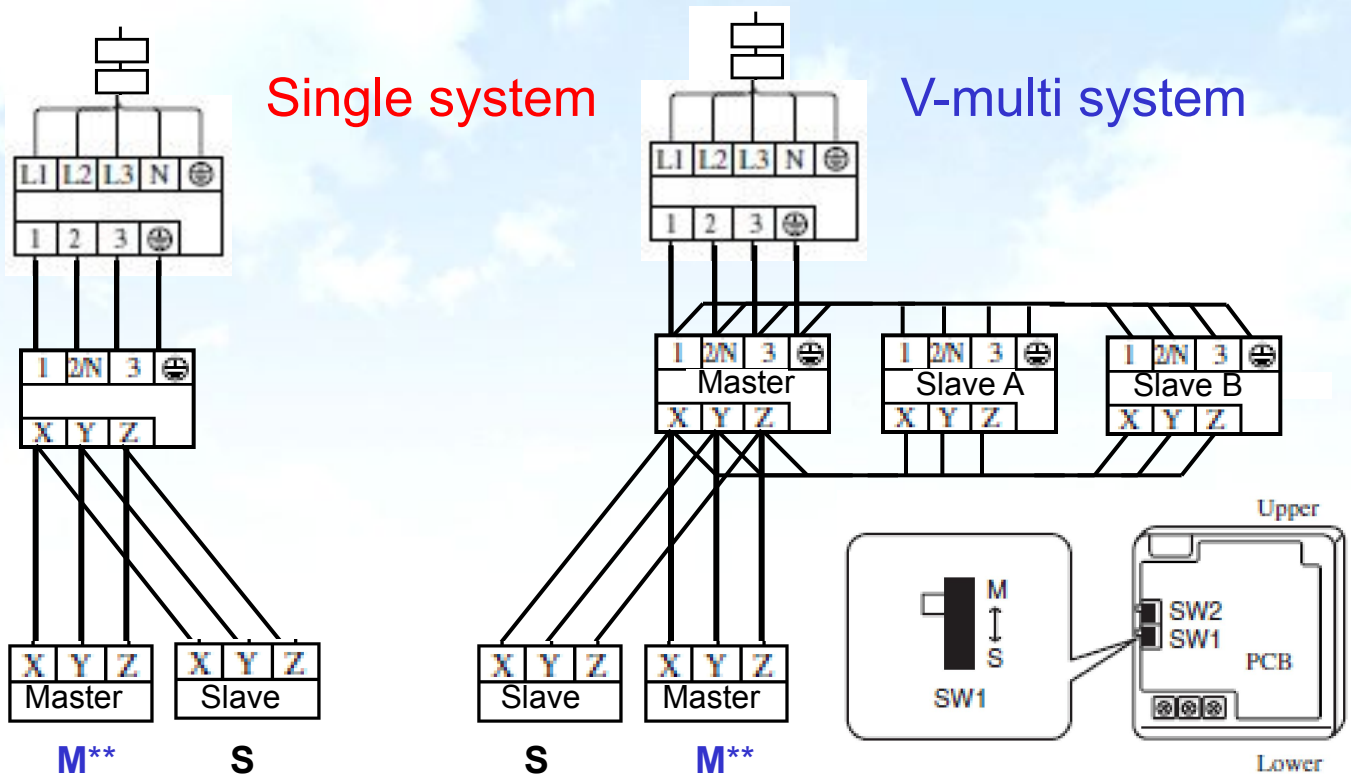 Single system
V-multi system
L1 L2 L3 N
L1 L2 L3 N
1 2 3
1 2 3
1 2/N 3
1 2/N 3
1 2/N 3
1 2/N 3
Master
Slave A
Slave B
X Y Z
X Y Z
X Y Z
X Y Z
Upper
M
S
SW1
SW2
SW1
PCB
X Y Z
X Y Z
X Y Z
X Y Z
Master
Slave
Slave
Master
M**
S
S
M**
Lower